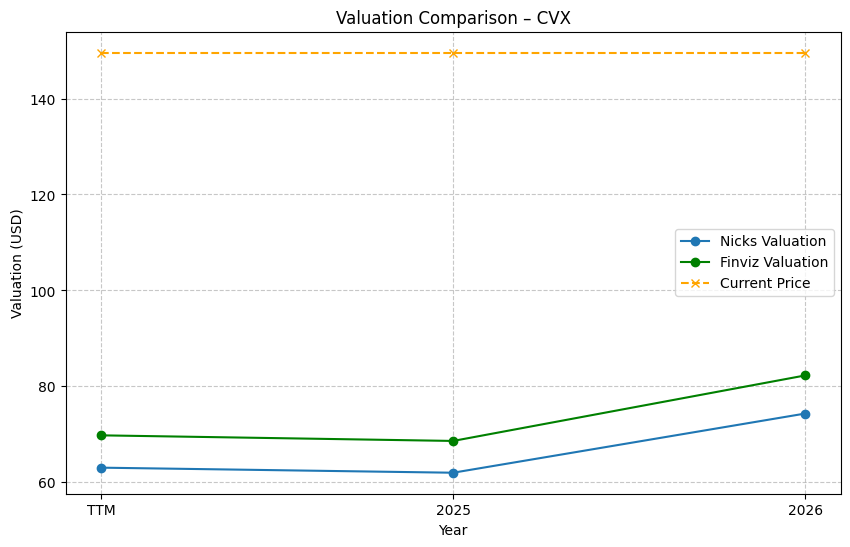 Valuation Comparison – CVX
Valuation (USD)
140
120
100
80
60
Nicks Valuation
Finviz Valuation
Current Price
TTM
2025
2026
Year